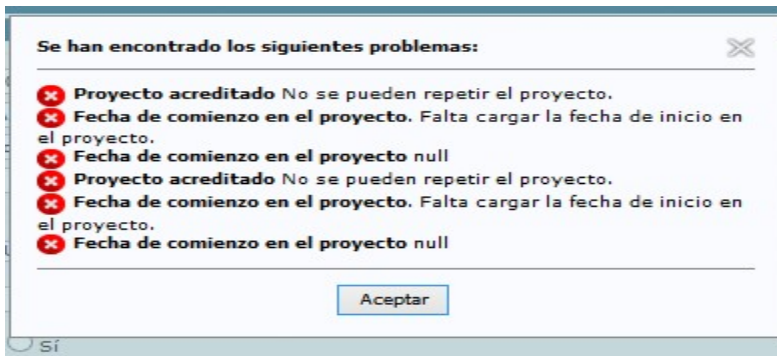 Se han encontrado los siguientes problemas:
Proyecto acreditado No se pueden repetir el proyecto.
Fecha de comienzo en el proyecto. Falta cargar la fecha de inicio en
el proyecto.
Fecha de comienzo en el proyecto null
Proyecto acreditado No se pueden repetir el proyecto.
Fecha de comienzo en el proyecto. Falta cargar la fecha de inicio en
el proyecto.
Fecha de comienzo en el proyecto null
Aceptar
Sí